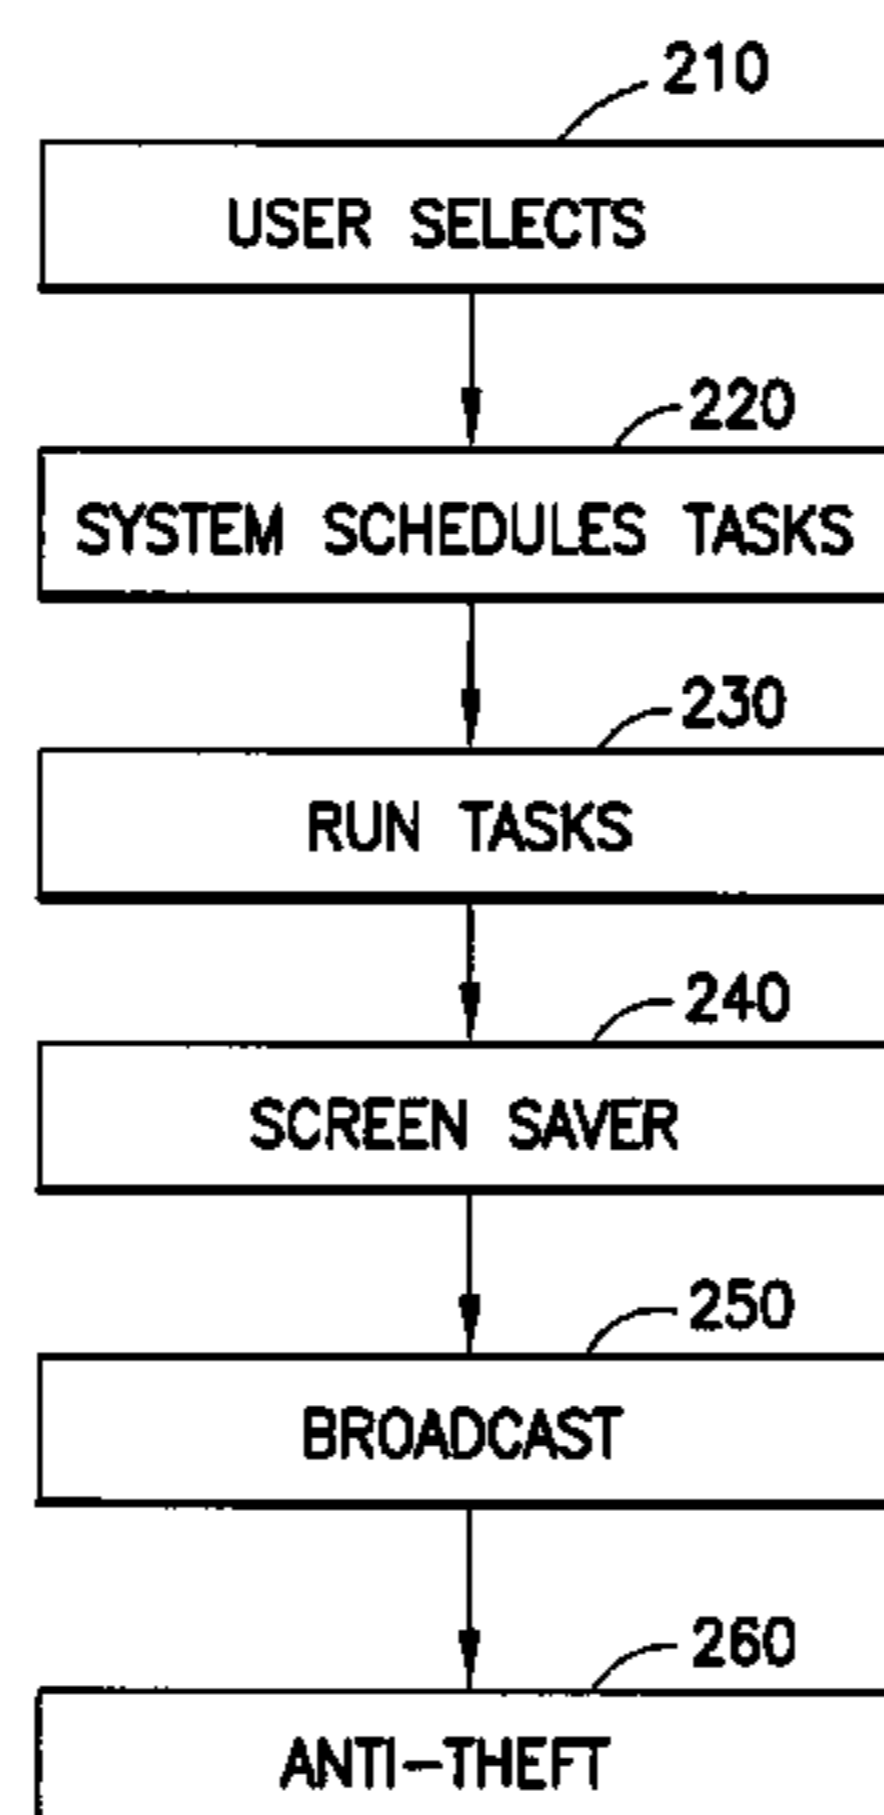 210
USER SELECTS
220
SYSTEM SCHEDULES TASKS
230
RUN TASKS
240
SCREEN SAVER
250
BROADCAST
260
ANTI-THEFT